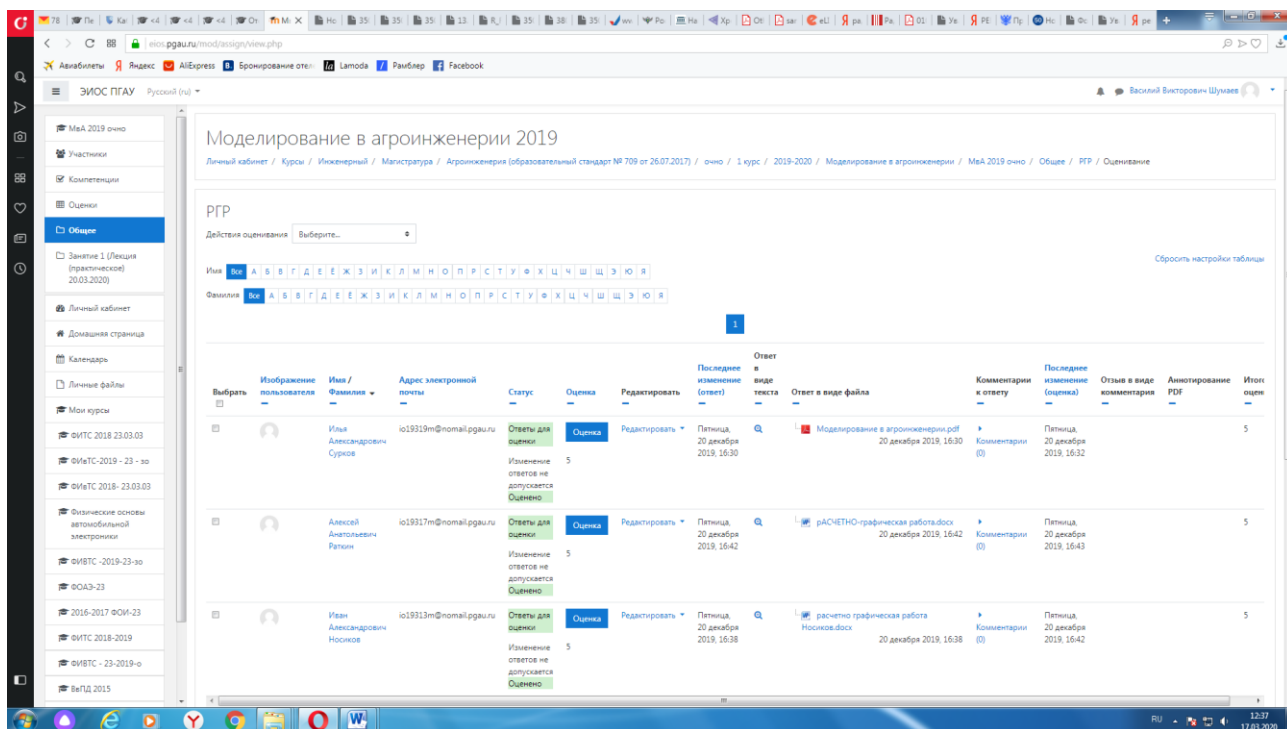 eios.pgau.ru/mod/assign/view.php
Авиабилеты Яндекс AliExpress Бронирование отел Lamoda Рамблер Facebook
ЭИОС ПГАУ Русский (ru) Василий Викторович Шумаев
МвА 2019 очно
Участники
Компетенции
Оценки
Общее
Занятие 1 (Лекция
(практическое)
20.03.2020)
Личный кабинет
Домашняя страница
Календарь
Личные файлы
Мои курсы
ФИТС 2018 23.03.03
ФИвТС-2019 - 23 - зо
ФИвТС 2018- 23.03.03
Физические основы
автомобильной
электроники
ФИВТС -2019-23-зо
ФОАЭ-23
2016-2017 ФОИ-23
ФИТС 2018-2019
ФИВТС - 23-2019-о
ВвПД 2015
Моделирование в агроинженерии 2019
Личный кабинет / Курсы / Инженерный / Магистратура / Агроинженерия (образовательный стандарт № 709 от 26.07.2017) / очно / 1 курс / 2019-2020 / Моделирование в агроинженерии / МвА 2019 очно / Общее / РГР / Оценивание
РГР
Действия оценивания Выберите...
Сбросить настройки таблицы
Имя Все А Б В Г Д Е Ё Ж З И К Л М Н О П Р С Т У Ф Х Ц Ч Ш Щ Э Ю Я
Фамилия Все А Б В Г Д Е Ё Ж З И К Л М Н О П Р С Т У Ф Х Ц Ч Ш Щ Э Ю Я
1
Выбрать
Изображение
пользователя
Имя /
Фамилия
Адрес электронной
почты
Статус
Оценка
Редактировать
Последнее
изменение
(ответ)
Ответ
в
виде
текста
Ответ в виде файла
Комментарии
к ответу
Последнее
изменение
(оценка)
Отзыв в виде
комментария
Аннотирование
PDF
Итого
оцен
Илья
Александрович
Сурков
io19319m@nomail.pgau.ru
Ответы для
оценки
Изменение
ответов не
допускается
Оценено
Оценка
5
Редактировать
Пятница,
20 декабря
2019, 16:30
Моделирование в агроинженерии.pdf
20 декабря 2019, 16:30
Комментарии
(0)
Пятница,
20 декабря
2019, 16:32
5
Алексей
Анатольевич
Раткин
io19317m@nomail.pgau.ru
Ответы для
оценки
Изменение
ответов не
допускается
Оценено
Оценка
5
Редактировать
Пятница,
20 декабря
2019, 16:42
рАСЧЕТНО-графическая работа.docx
20 декабря 2019, 16:42
Комментарии
(0)
Пятница,
20 декабря
2019, 16:43
5
Иван
Александрович
Носиков
io19313m@nomail.pgau.ru
Ответы для
оценки
Изменение
ответов не
допускается
Оценено
Оценка
5
Редактировать
Пятница,
20 декабря
2019, 16:38
расчетно графическая работа
Носиков.docx
20 декабря 2019, 16:38
Комментарии
(0)
Пятница,
20 декабря
2019, 16:42
5
RU
12:37
17.03.2020